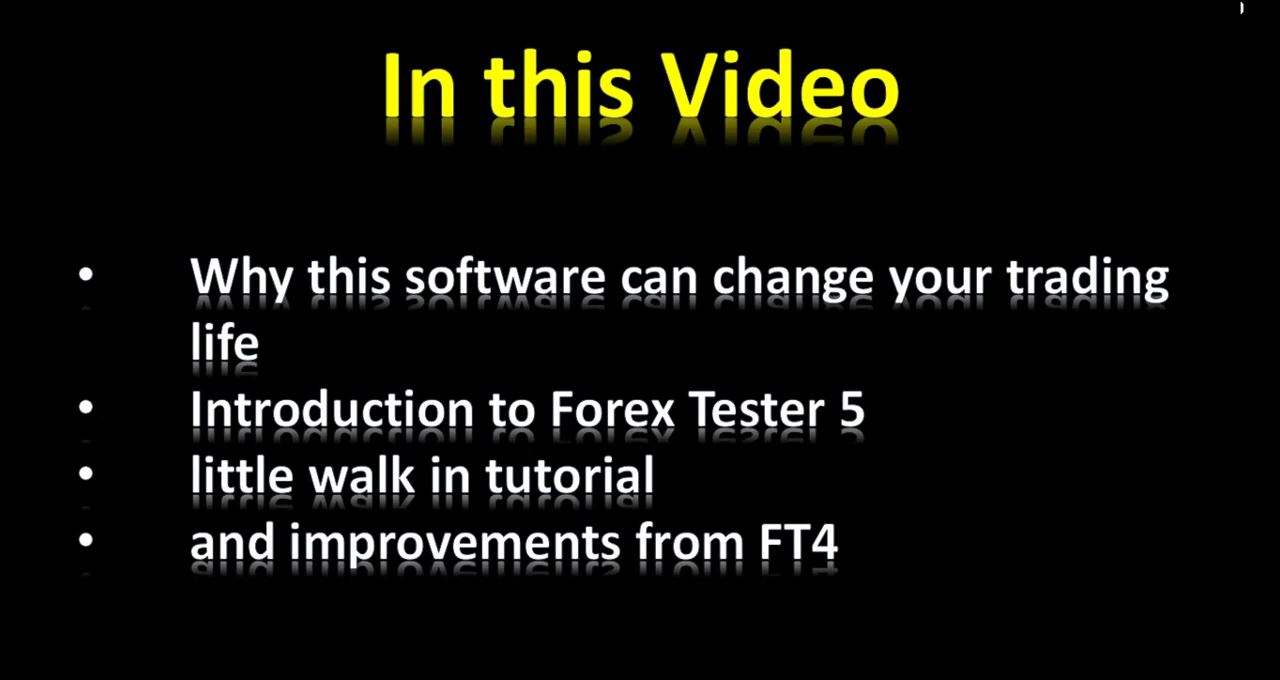 In this Video
• Why this software can change your trading
life
• Introduction to Forex Tester 5
• little walk in tutorial
• and improvements from FT4